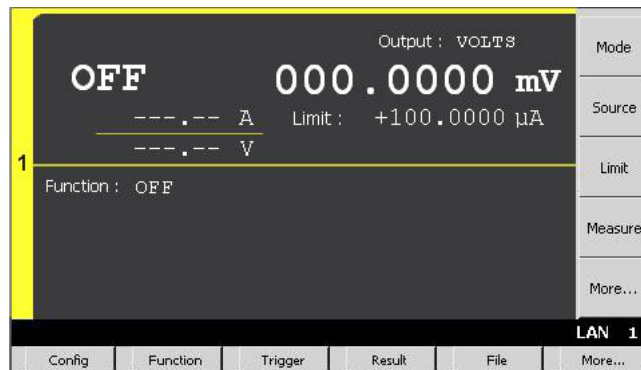 Output : VOLTS
OFF 000.0000 mV
---.-- A Limit : +100.0000 µA
---.-- V
1
Function : OFF
Mode
Source
Limit
Measure
More...
LAN 1
Config Function Trigger Result File More...